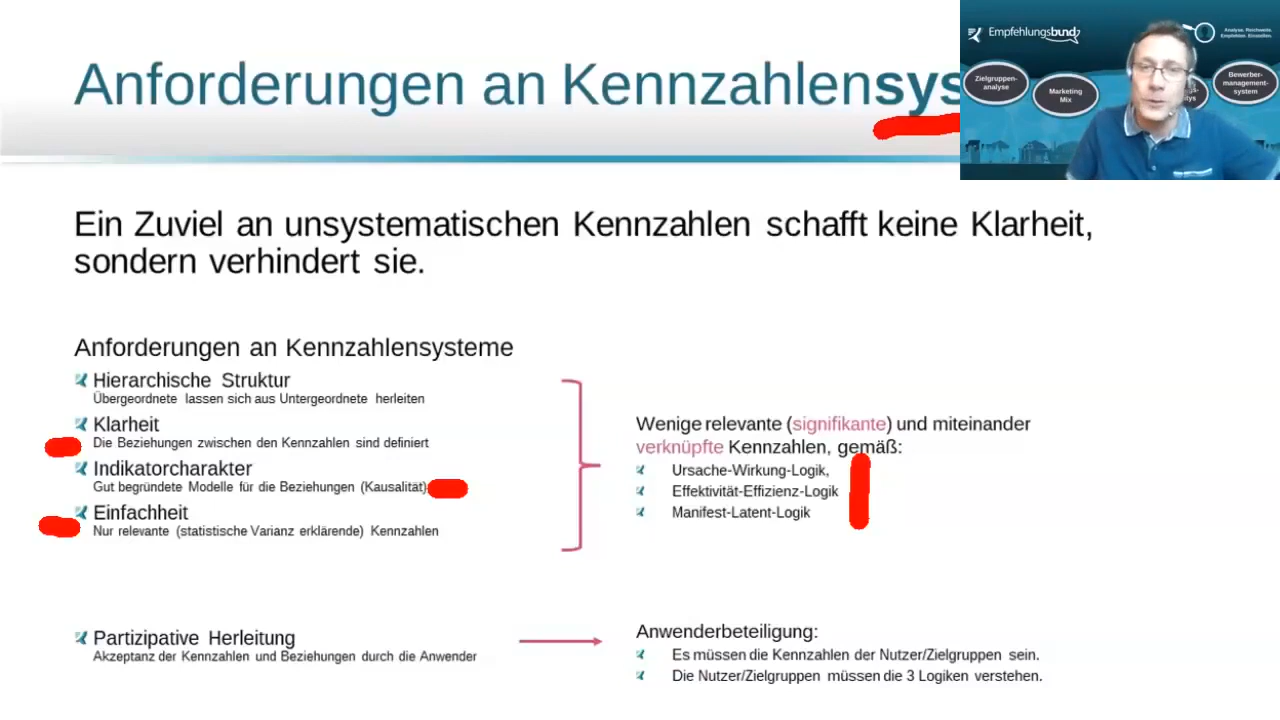 Anforderungen an Kennzahlensys
Empfehlungsbund
Analyse. Reichweite.
Empfehlen. Einstellen.
Zielgruppen-
analyse
Marketing
Mix
Bewerber-
management-
system
Ein Zuviel an unsystematischen Kennzahlen schafft keine Klarheit,
sondern verhindert sie.
Anforderungen an Kennzahlensysteme
Hierarchische Struktur
Übergeordnete lassen sich aus Untergeordnete herleiten
Klarheit
Die Beziehungen zwischen den Kennzahlen sind definiert
Indikatorcharakter
Gut begründete Modelle für die Beziehungen (Kausalität)
Einfachheit
Nur relevante (statistische Varianz erklärende) Kennzahlen
Wenige relevante (signifikante) und miteinander
verknüpfte Kennzahlen, gemäß:
Ursache-Wirkung-Logik,
Effektivität-Effizienz-Logik
Manifest-Latent-Logik
Partizipative Herleitung
Akzeptanz der Kennzahlen und Beziehungen durch die Anwender
Anwenderbeteiligung:
Es müssen die Kennzahlen der Nutzer/Zielgruppen sein.
Die Nutzer/Zielgruppen müssen die 3 Logiken verstehen.